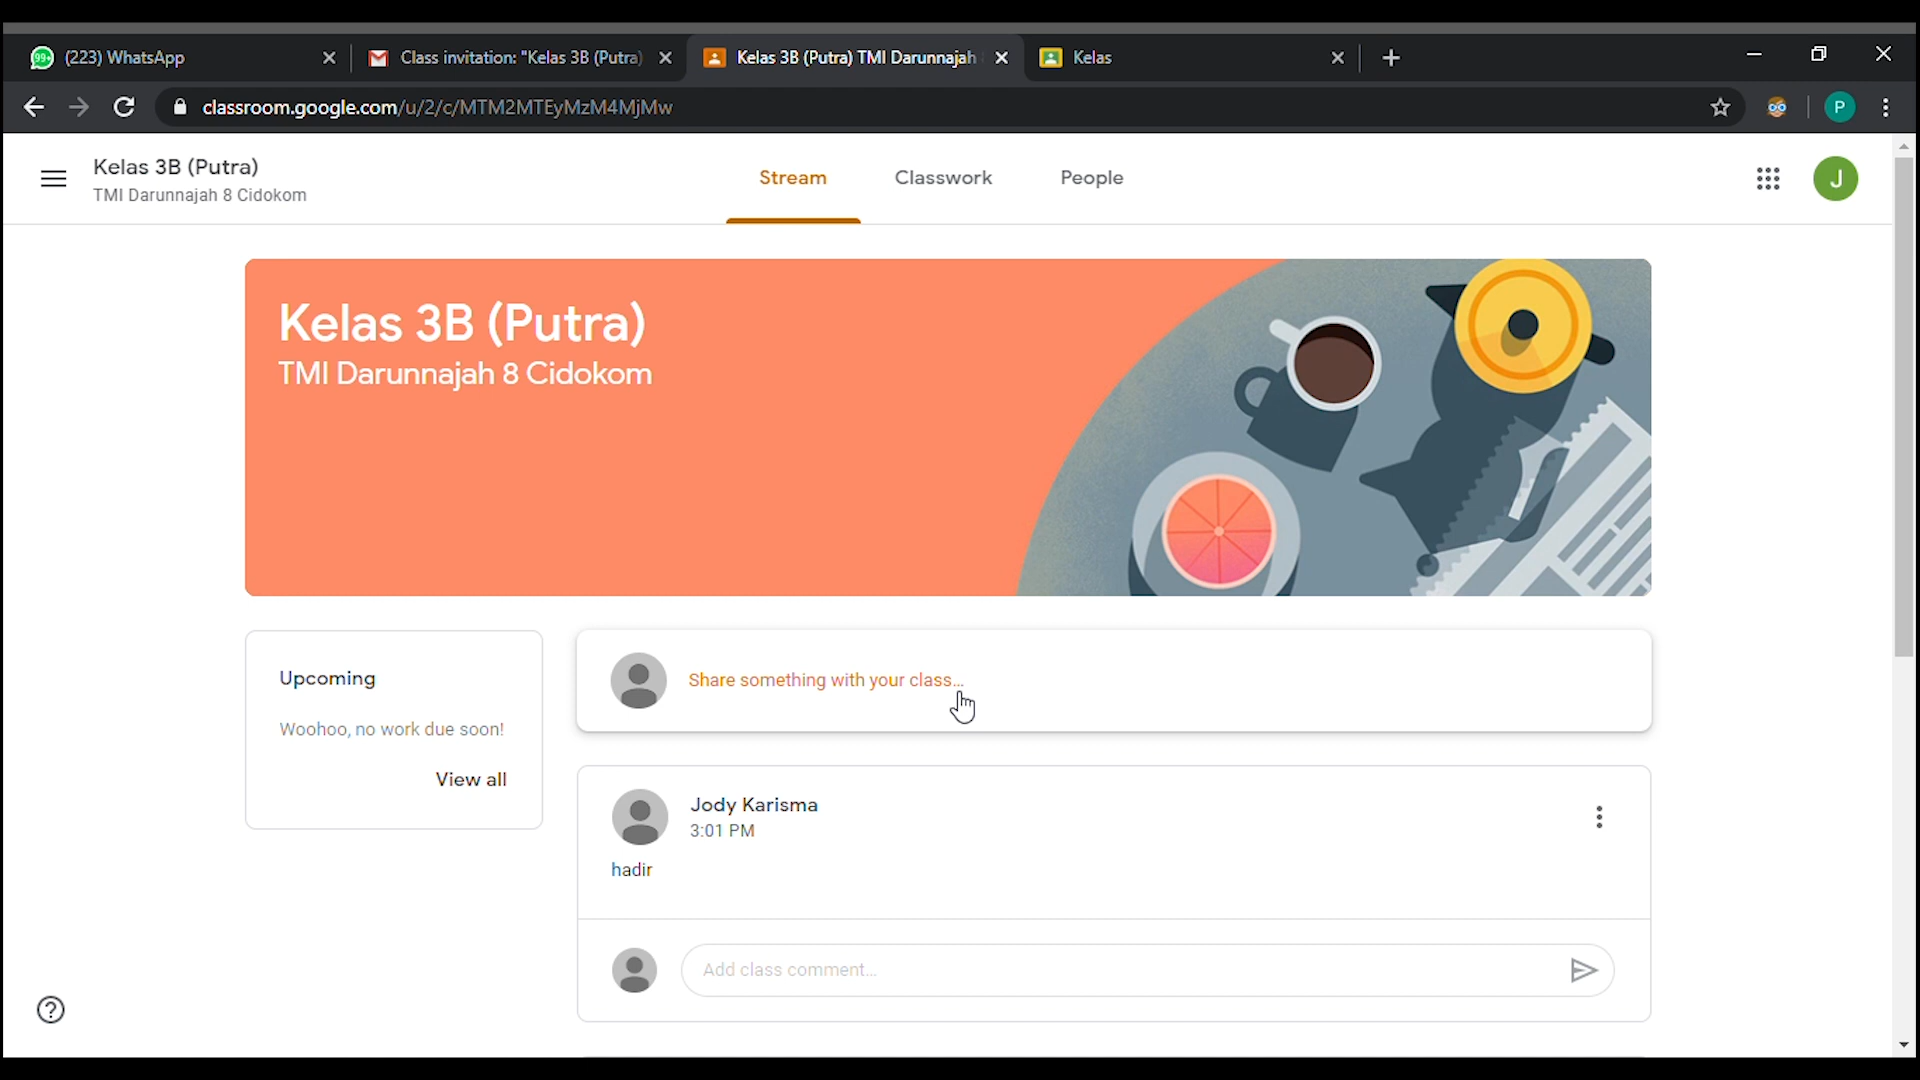 (223) WhatsApp
Class invitation: "Kelas 3B (Putra)
Kelas 3B (Putra) TMI Darunnajah
Kelas
classroom.google.com/u/2/c/MTM2MTEyMzM4MjMw
P
Kelas 3B (Putra)
TMI Darunnajah 8 Cidokom
Stream
Classwork
People
J
Kelas 3B (Putra)
TMI Darunnajah 8 Cidokom
Upcoming
Woohoo, no work due soon!
View all
Share something with your class...
Jody Karisma
3:01 PM
hadir
Add class comment...